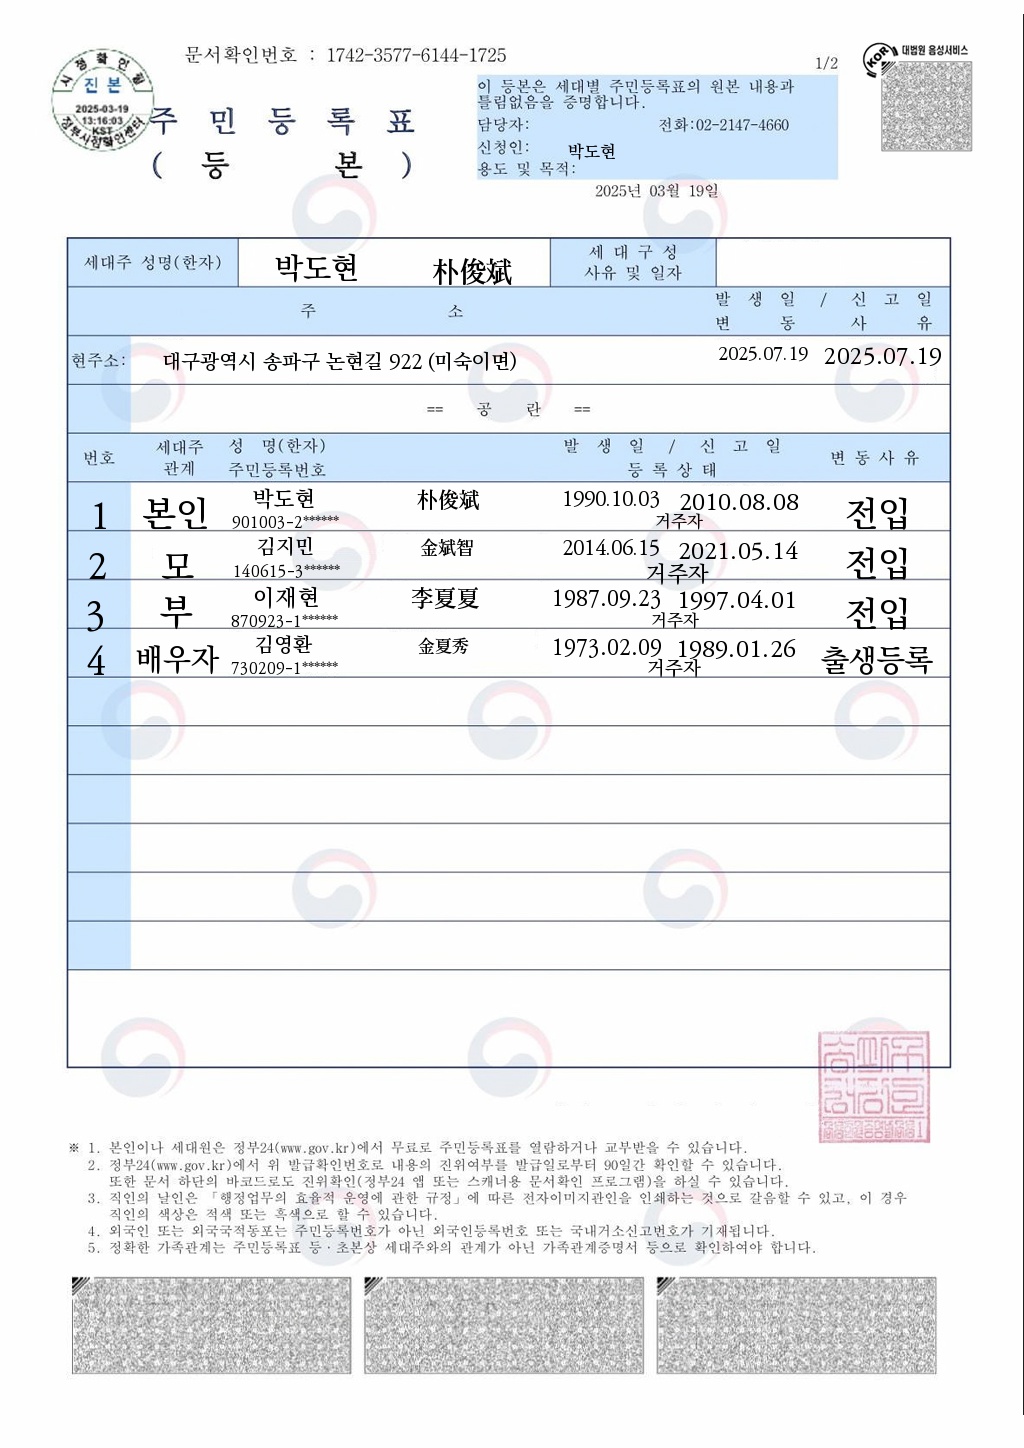 문서확인번호 : 1742-3577-6144-1725
시점확인필
진본
2025-03-19
13:16:03
KST
정부시점확인센터
1/2
대법원 음성서비스
KOR
주 민 등 록 표
( 등 본 )
이 등본은 세대별 주민등록표의 원본 내용과
틀림없음을 증명합니다.
담당자: 전화:02-2147-4660
신청인: 박도현
용도 및 목적:
2025년 03월 19일
세대주 성명(한자) 박도현 朴俊斌 세 대 구 성
사유 및 일자
주 소 발 생 일 / 신 고 일
변 동 사 유
현주소: 대구광역시 송파구 논현길 922 (미숙이면) 2025.07.19 2025.07.19
== 공 란 ==
번호 세대주
관계 성 명(한자)
주민등록번호 발 생 일 / 신 고 일
등 록 상 태 변 동 사 유
1 본인 박도현 朴俊斌 1990.10.03 2010.08.08 전입
901003-2****** 거주자
2 모 김지민 金斌智 2014.06.15 2021.05.14 전입
140615-3****** 거주자
3 부 이재현 李夏夏 1987.09.23 1997.04.01 전입
870923-1****** 거주자
4 배우자 김영환 金夏秀 1973.02.09 1989.01.26 출생등록
730209-1****** 거주자
※ 1. 본인이나 세대원은 정부24(www.gov.kr)에서 무료로 주민등록표를 열람하거나 교부받을 수 있습니다.
2. 정부24(www.gov.kr)에서 위 발급확인번호로 내용의 진위여부를 발급일로부터 90일간 확인할 수 있습니다.
또한 문서 하단의 바코드로도 진위확인(정부24 앱 또는 스캐너용 문서확인 프로그램)을 하실 수 있습니다.
3. 직인의 날인은 「행정업무의 효율적 운영에 관한 규정」에 따른 전자이미지관인을 인쇄하는 것으로 갈음할 수 있고, 이 경우
직인의 색상은 적색 또는 흑색으로 할 수 있습니다.
4. 외국인 또는 외국국적동포는 주민등록번호가 아닌 외국인등록번호 또는 국내거소신고번호가 기재됩니다.
5. 정확한 가족관계는 주민등록표 등·초본상 세대주와의 관계가 아닌 가족관계증명서 등으로 확인하여야 합니다.